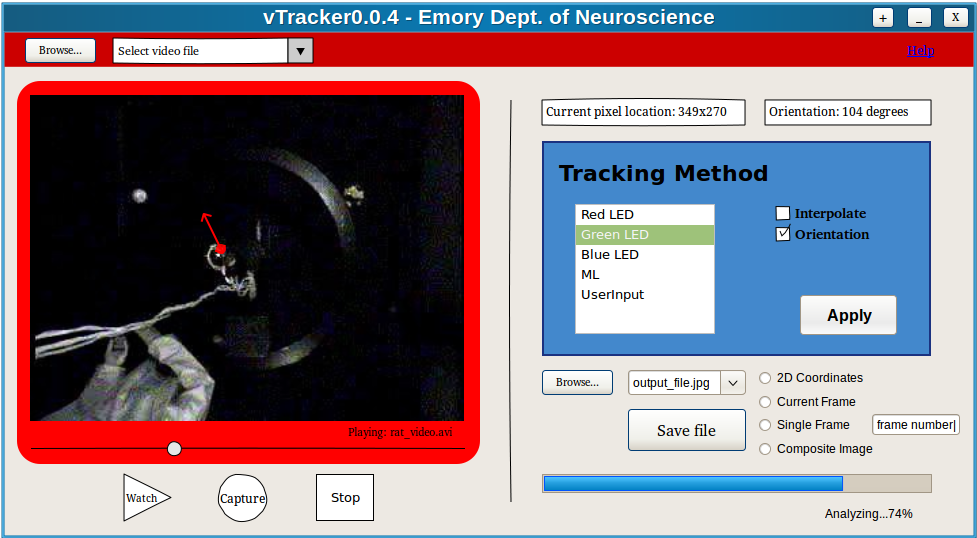 vTracker0.0.4 - Emory Dept. of Neuroscience
+ _ X
Browse... Select video file Help
Current pixel location: 349x270 Orientation: 104 degrees
Tracking Method
Red LED
Green LED
Blue LED
ML
UserInput
Interpolate
Orientation
Apply
Playing: rat_video.avi
Watch Capture Stop
Browse... output_file.jpg
Save file
2D Coordinates
Current Frame
Single Frame frame number|
Composite Image
Analyzing...74%